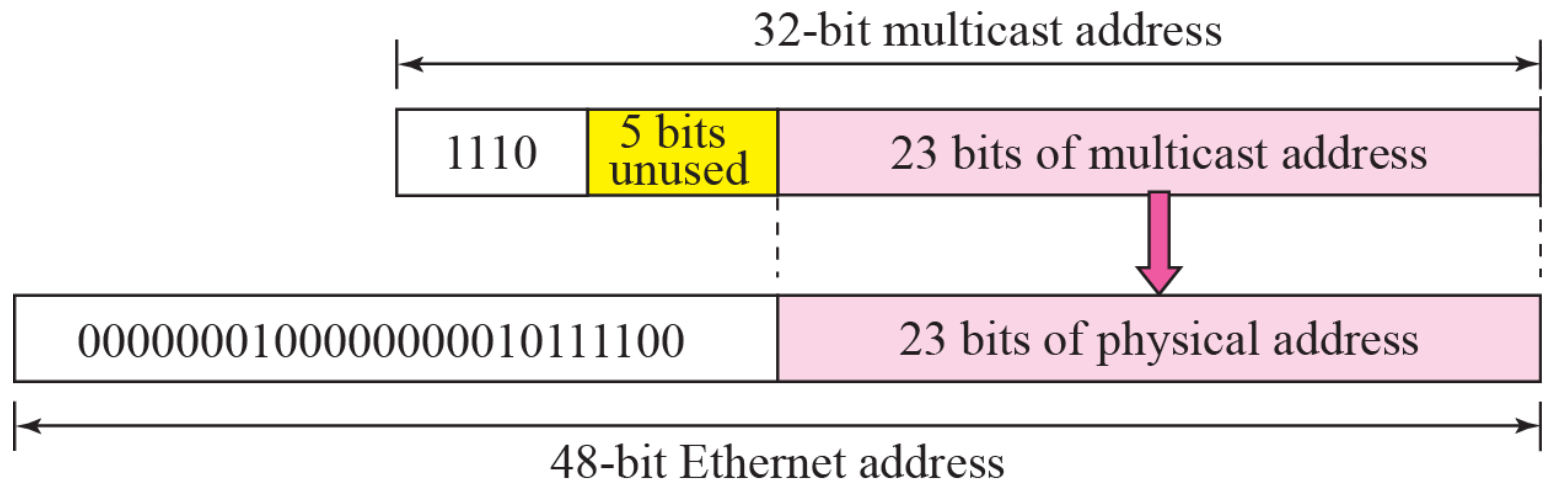 32-bit multicast address
1110
5 bits
unused
23 bits of multicast address
0000000100000000010111100
23 bits of physical address
48-bit Ethernet address